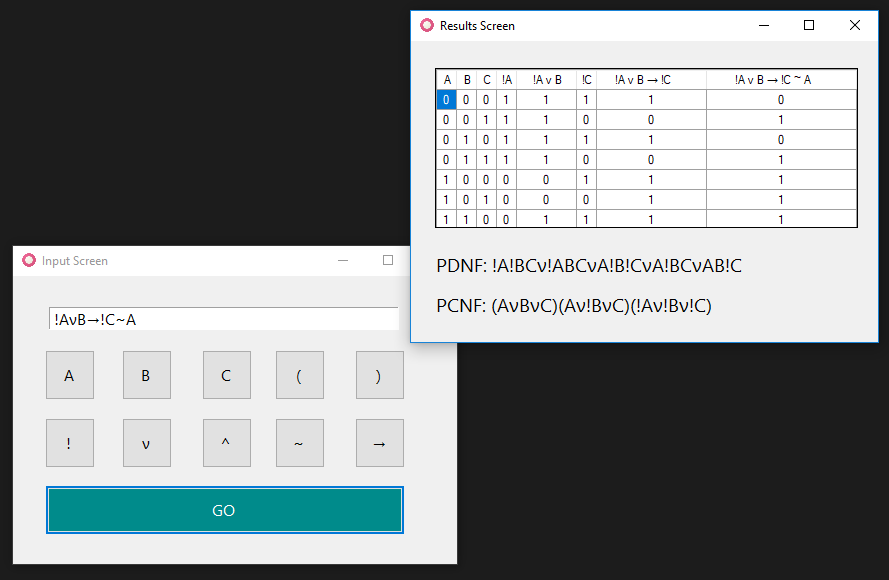 Results Screen
A B C !A !A v B !C !A v B → !C !A v B → !C ~ A
0 0 0 1 1 1 1 0
0 0 1 1 1 0 0 1
0 1 0 1 1 1 1 0
0 1 1 1 1 0 0 1
1 0 0 0 0 1 1 1
1 0 1 0 0 0 1 1
1 1 0 0 1 1 1 1
PDNF: !A!BCv!ABCvA!B!CvA!BCvAB!C
PCNF: (AvBvC)(Av!BvC)(!Av!Bv!C)
Input Screen
!AvB→!C~A
A B C ( )
! v ^ ~ →
GO